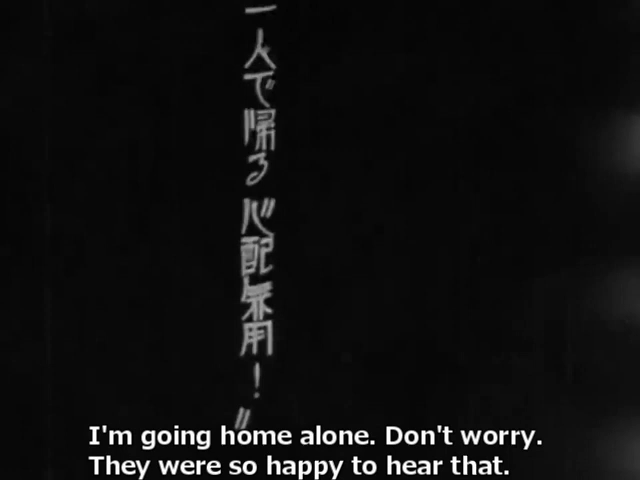 一人で帰る 心配無用！〃
I'm going home alone. Don't worry.
They were so happy to hear that.